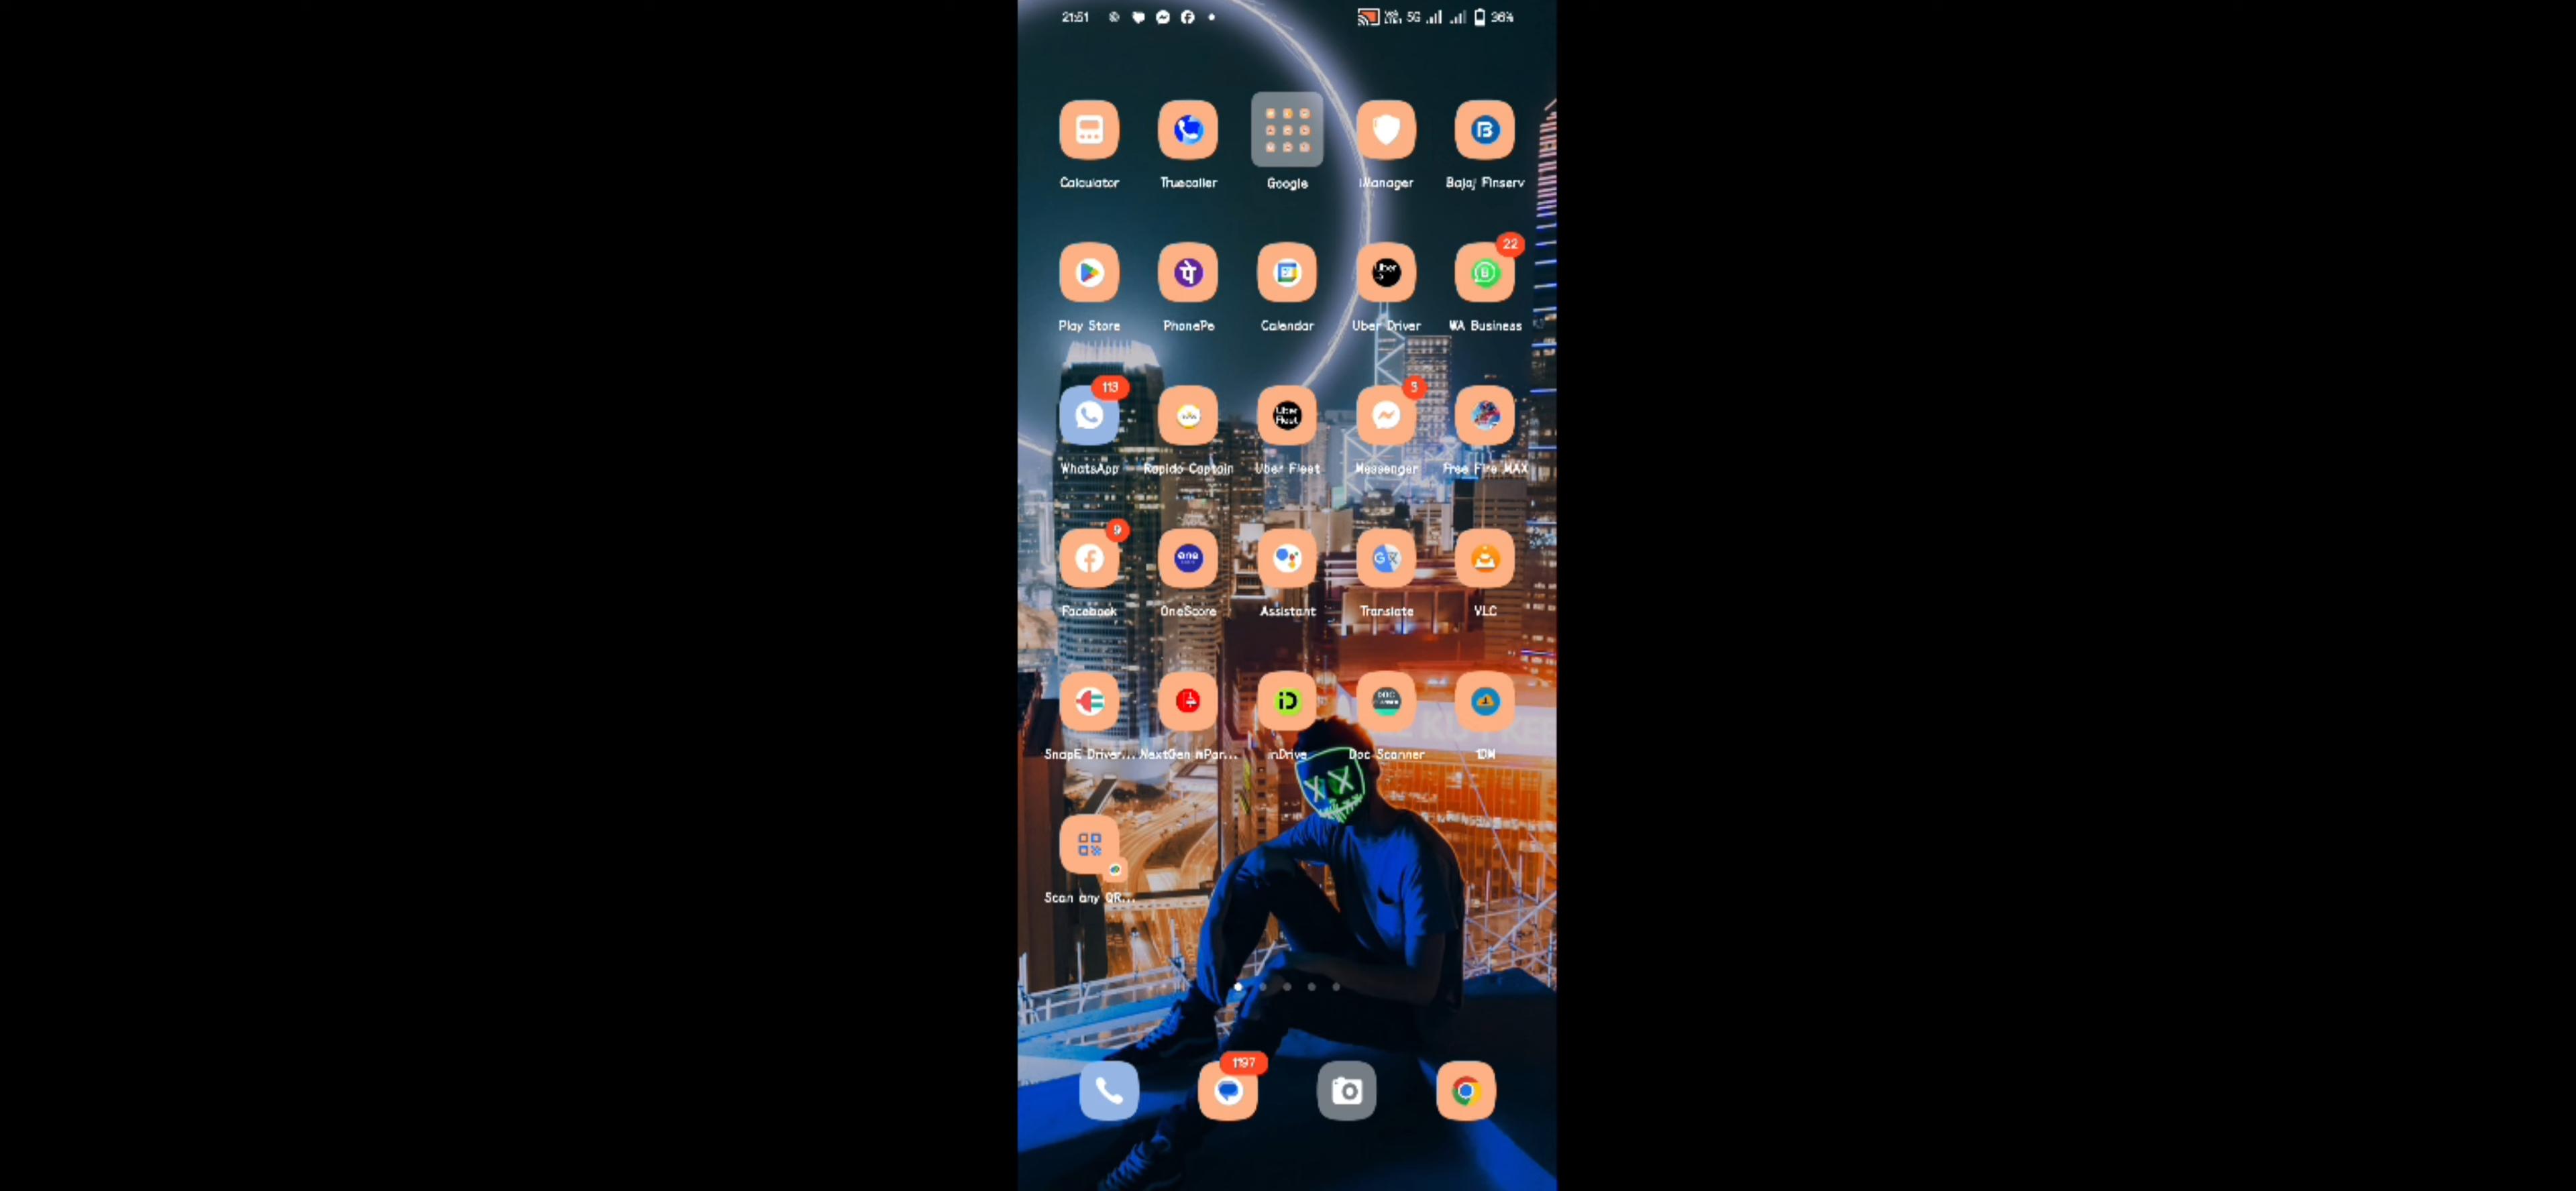 21:51 5G 36%
Calculator Truecaller Google iManager Bajaj Finserv
22
Play Store PhonePe Calendar Uber Driver WA Business
113 3
WhatsApp Rapido Captain Uber Fleet Messenger Free Fire MAX
9
Facebook OneScore Assistant Translate VLC
SnapE Driver... NextGen mPar... inDrive Doc Scanner 1DM
Scan any QR...
1197